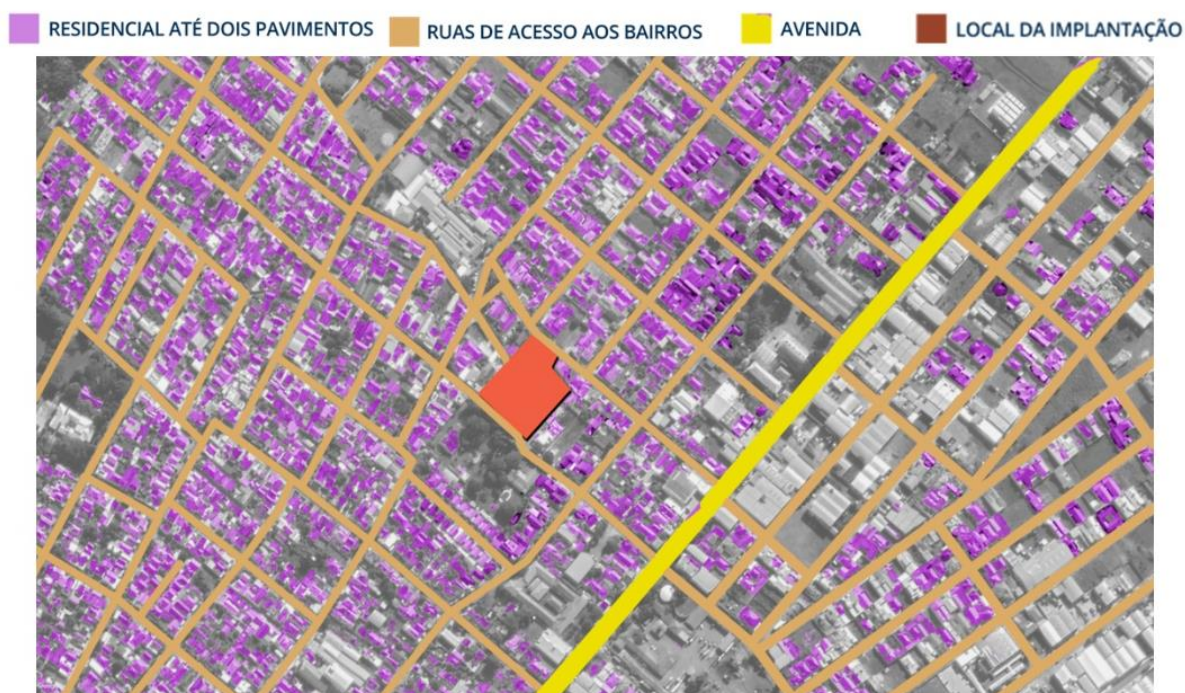 RESIDENCIAL ATÉ DOIS PAVIMENTOS
RUAS DE ACESSO AOS BAIRROS
AVENIDA
LOCAL DA IMPLANTAÇÃO